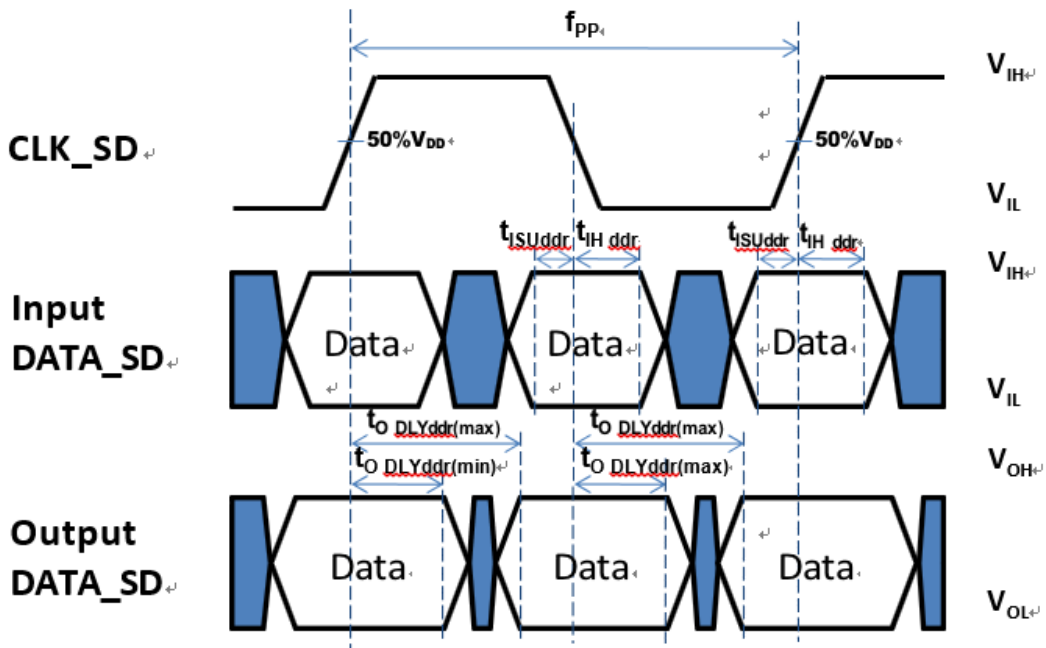 fPP
VIH
CLK_SD
50%VDD
50%VDD
VIL
tISUddr
tIH ddr
tISUddr
tIH ddr
VIH
Input
DATA_SD
Data
Data
Data
VIL
tO DLYddr(max)
tO DLYddr(max)
tO DLYddr(min)
tO DLYddr(max)
VOH
Output
DATA_SD
Data
Data
Data
VOL